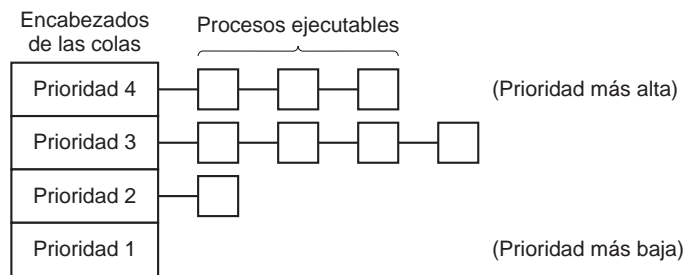 Encabezados
de las colas
Procesos ejecutables
Prioridad 4
(Prioridad más alta)
Prioridad 3
Prioridad 2
Prioridad 1
(Prioridad más baja)